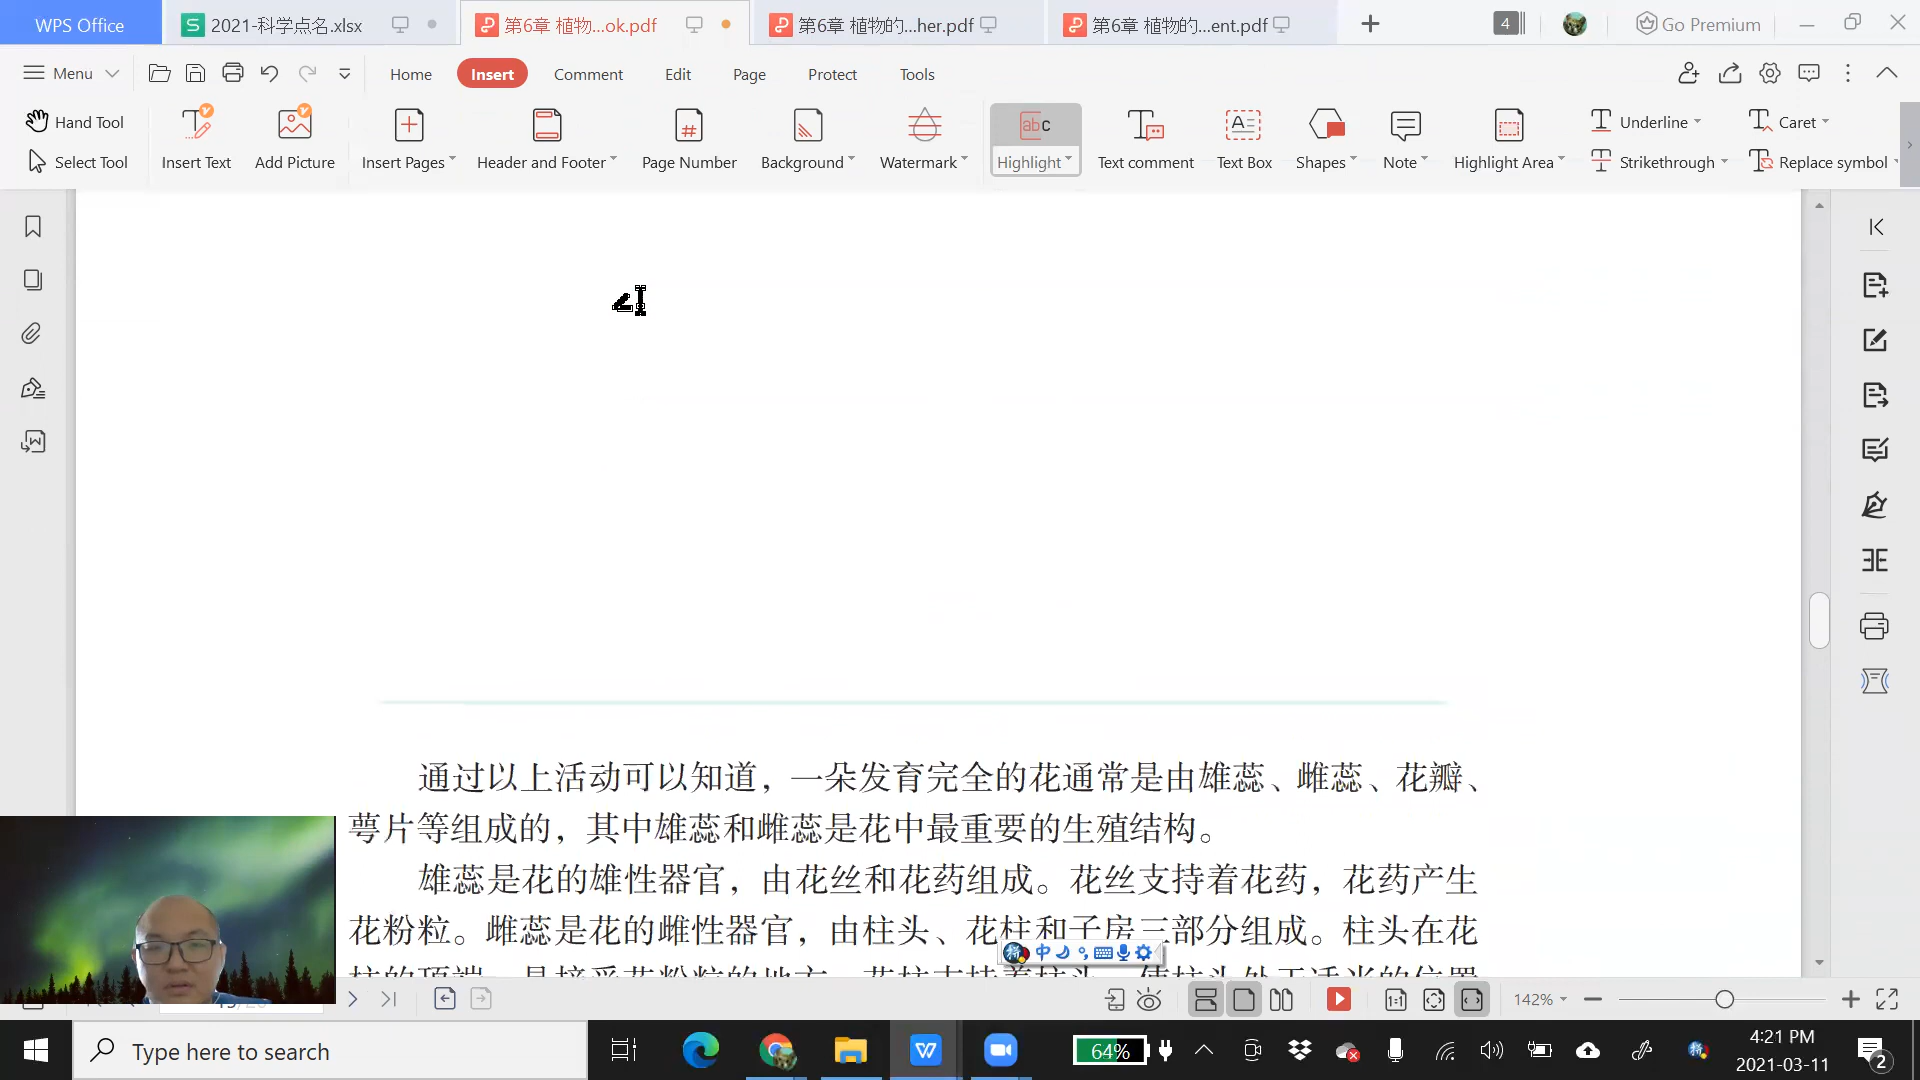 WPS Office
2021-科学点名.xlsx
第6章 植物...ok.pdf
第6章 植物的...her.pdf
第6章 植物的...ent.pdf
4
Go Premium
Menu
Home
Insert
Comment
Edit
Page
Protect
Tools
Hand Tool
Select Tool
Insert Text
Add Picture
Insert Pages
Header and Footer
Page Number
Background
Watermark
Highlight
Text comment
Text Box
Shapes
Note
Highlight Area
Underline
Strikethrough
Caret
Replace symbol
通过以上活动可以知道，一朵发育完全的花通常是由雄蕊、雌蕊、花瓣、
萼片等组成的，其中雄蕊和雌蕊是花中最重要的生殖结构。
雄蕊是花的雄性器官，由花丝和花药组成。花丝支持着花药，花药产生
花粉粒。雌蕊是花的雌性器官，由柱头、花柱和子房三部分组成。柱头在花
中
142%
Type here to search
64%
4:21 PM
2021-03-11
2